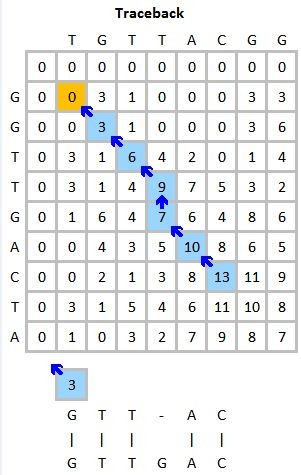 Traceback
T G T T A C G G
0 0 0 0 0 0 0 0 0
G 0 0 3 1 0 0 0 3 3
G 0 0 3 1 0 0 0 3 6
T 0 3 1 6 4 2 0 1 4
T 0 3 1 4 9 7 5 3 2
G 0 1 6 4 7 6 4 8 6
A 0 0 4 3 5 10 8 6 5
C 0 0 2 1 3 8 13 11 9
T 0 3 1 5 4 6 11 10 8
A 0 1 0 3 2 7 9 8 7
3
G T T - A C
| | | | |
G T T G A C